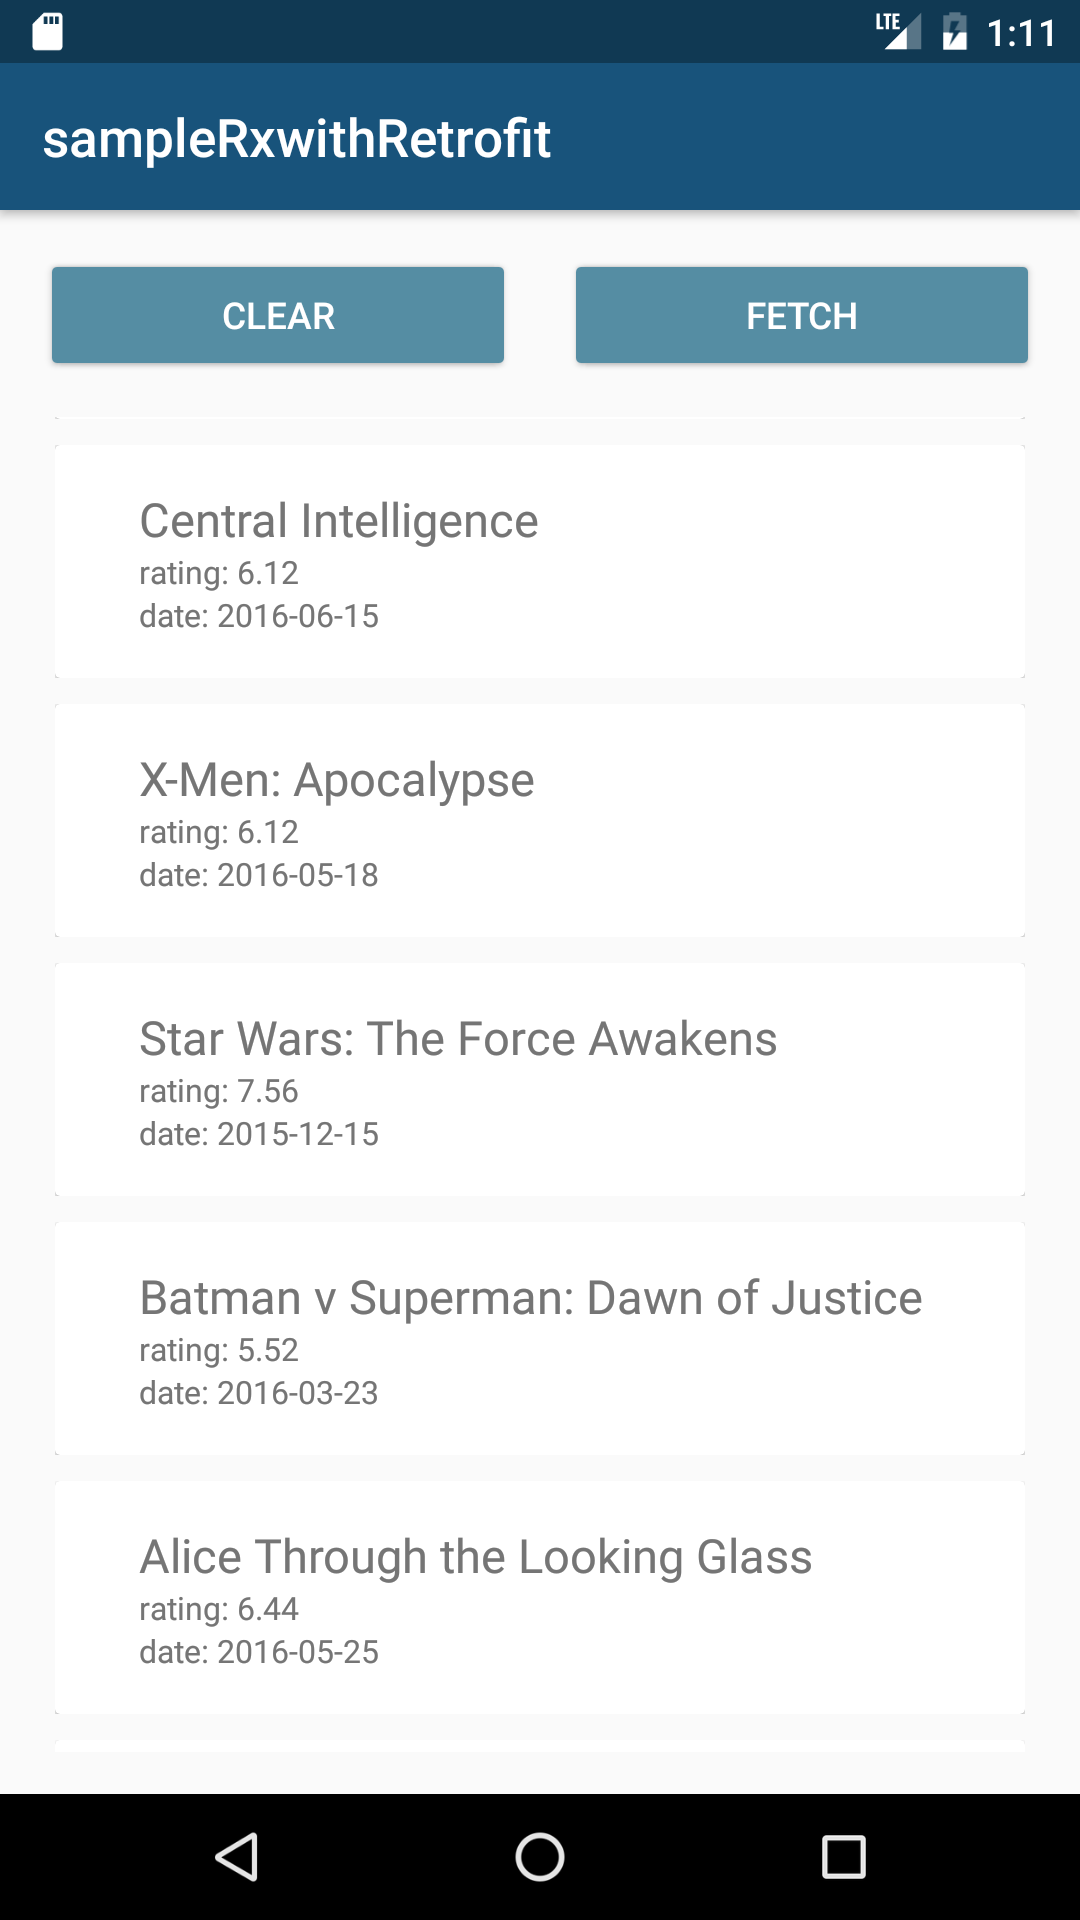 LTE 1:11
sampleRxwithRetrofit
CLEAR FETCH
Central Intelligence
rating: 6.12
date: 2016-06-15
X-Men: Apocalypse
rating: 6.12
date: 2016-05-18
Star Wars: The Force Awakens
rating: 7.56
date: 2015-12-15
Batman v Superman: Dawn of Justice
rating: 5.52
date: 2016-03-23
Alice Through the Looking Glass
rating: 6.44
date: 2016-05-25